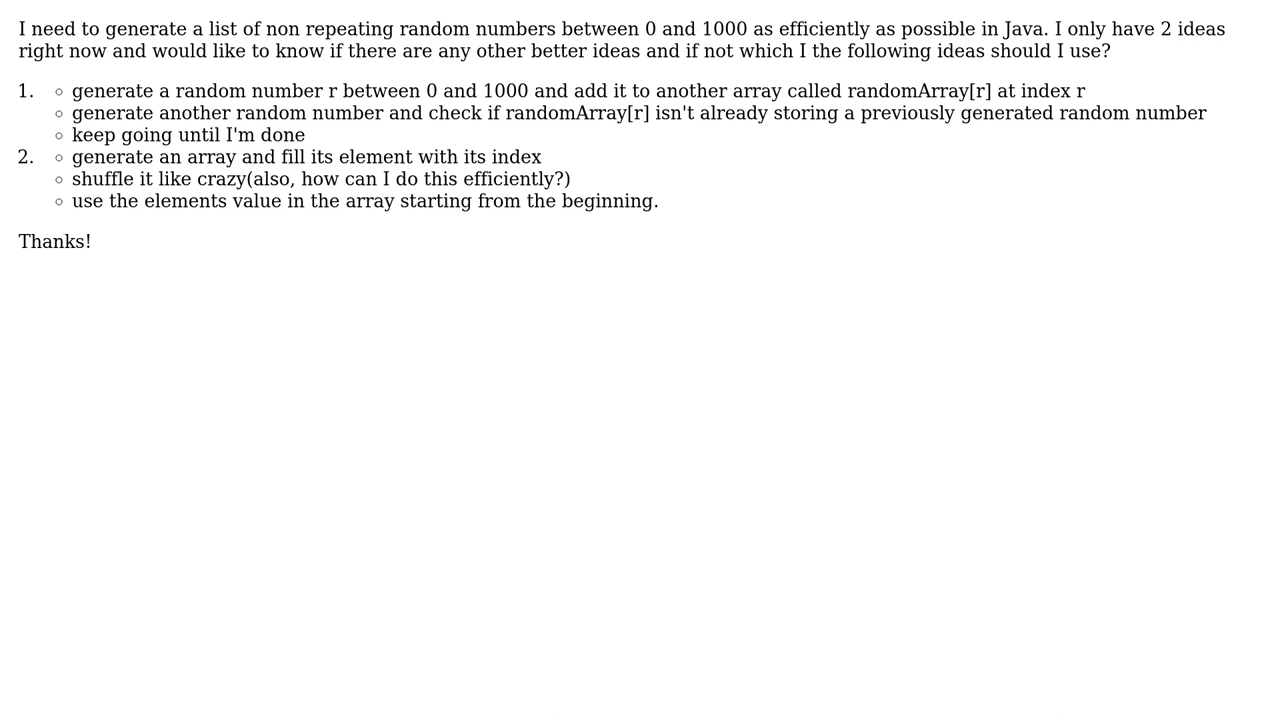 I need to generate a list of non repeating random numbers between 0 and 1000 as efficiently as possible in Java. I only have 2 ideas
right now and would like to know if there are any other better ideas and if not which I the following ideas should I use?
1. ◦ generate a random number r between 0 and 1000 and add it to another array called randomArray[r] at index r
◦ generate another random number and check if randomArray[r] isn't already storing a previously generated random number
◦ keep going until I'm done
2. ◦ generate an array and fill its element with its index
◦ shuffle it like crazy(also, how can I do this efficiently?)
◦ use the elements value in the array starting from the beginning.
Thanks!